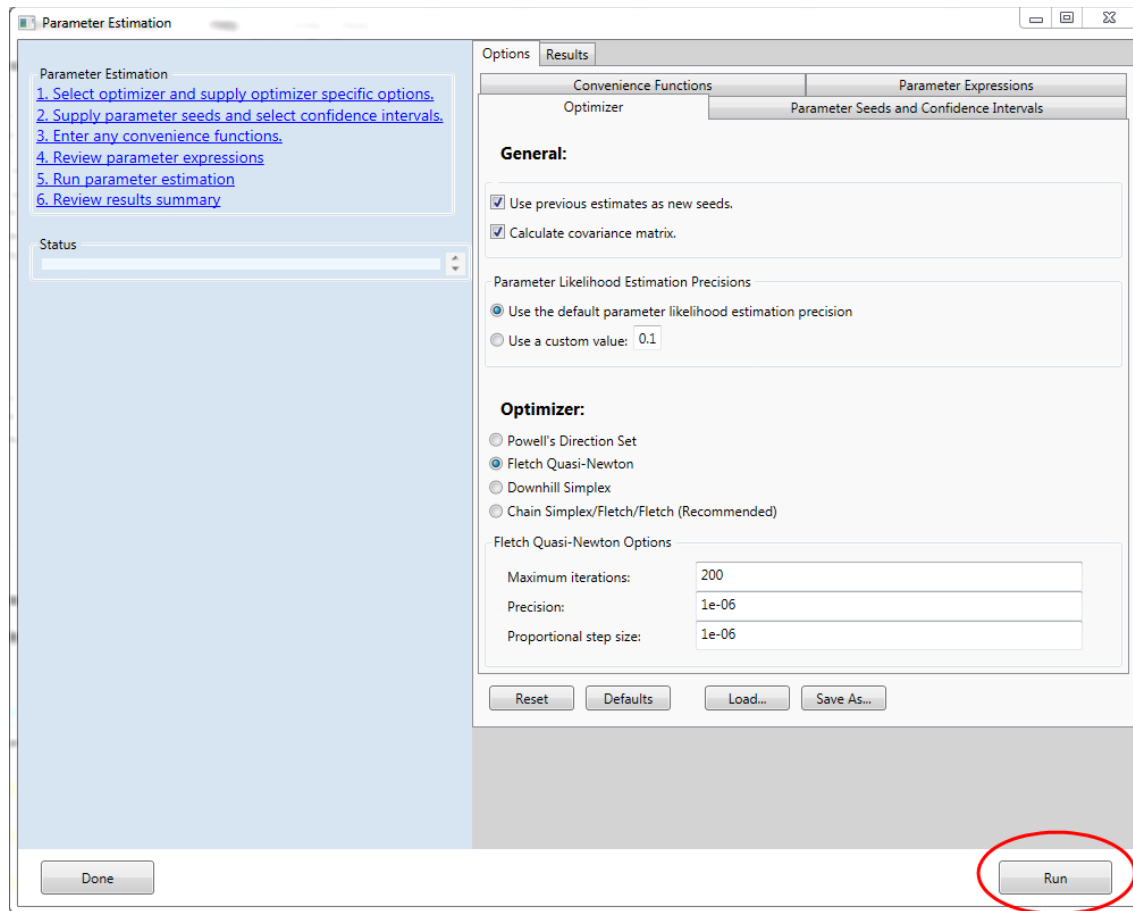 Parameter Estimation
Parameter Estimation
1. Select optimizer and supply optimizer specific options.
2. Supply parameter seeds and select confidence intervals.
3. Enter any convenience functions.
4. Review parameter expressions
5. Run parameter estimation
6. Review results summary
Status
Options Results
Convenience Functions Parameter Expressions
Optimizer Parameter Seeds and Confidence Intervals
General:
Use previous estimates as new seeds.
Calculate covariance matrix.
Parameter Likelihood Estimation Precisions
Use the default parameter likelihood estimation precision
Use a custom value: 0.1
Optimizer:
Powell's Direction Set
Fletch Quasi-Newton
Downhill Simplex
Chain Simplex/Fletch/Fletch (Recommended)
Fletch Quasi-Newton Options
Maximum iterations: 200
Precision: 1e-06
Proportional step size: 1e-06
Reset Defaults Load... Save As...
Done Run